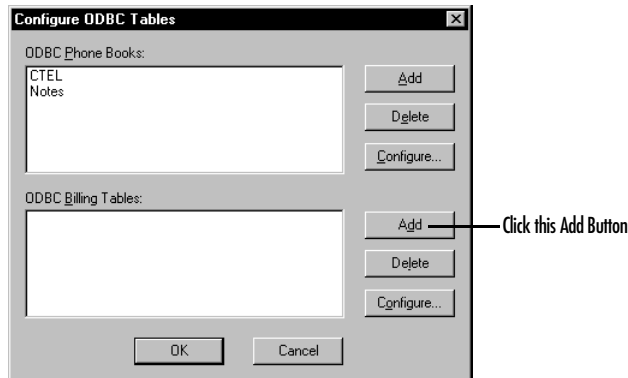 Configure ODBC Tables
ODBC Phone Books:
CTEL
Notes
Add
Delete
Configure...
ODBC Billing Tables:
Add
Click this Add Button
Delete
Configure...
OK
Cancel